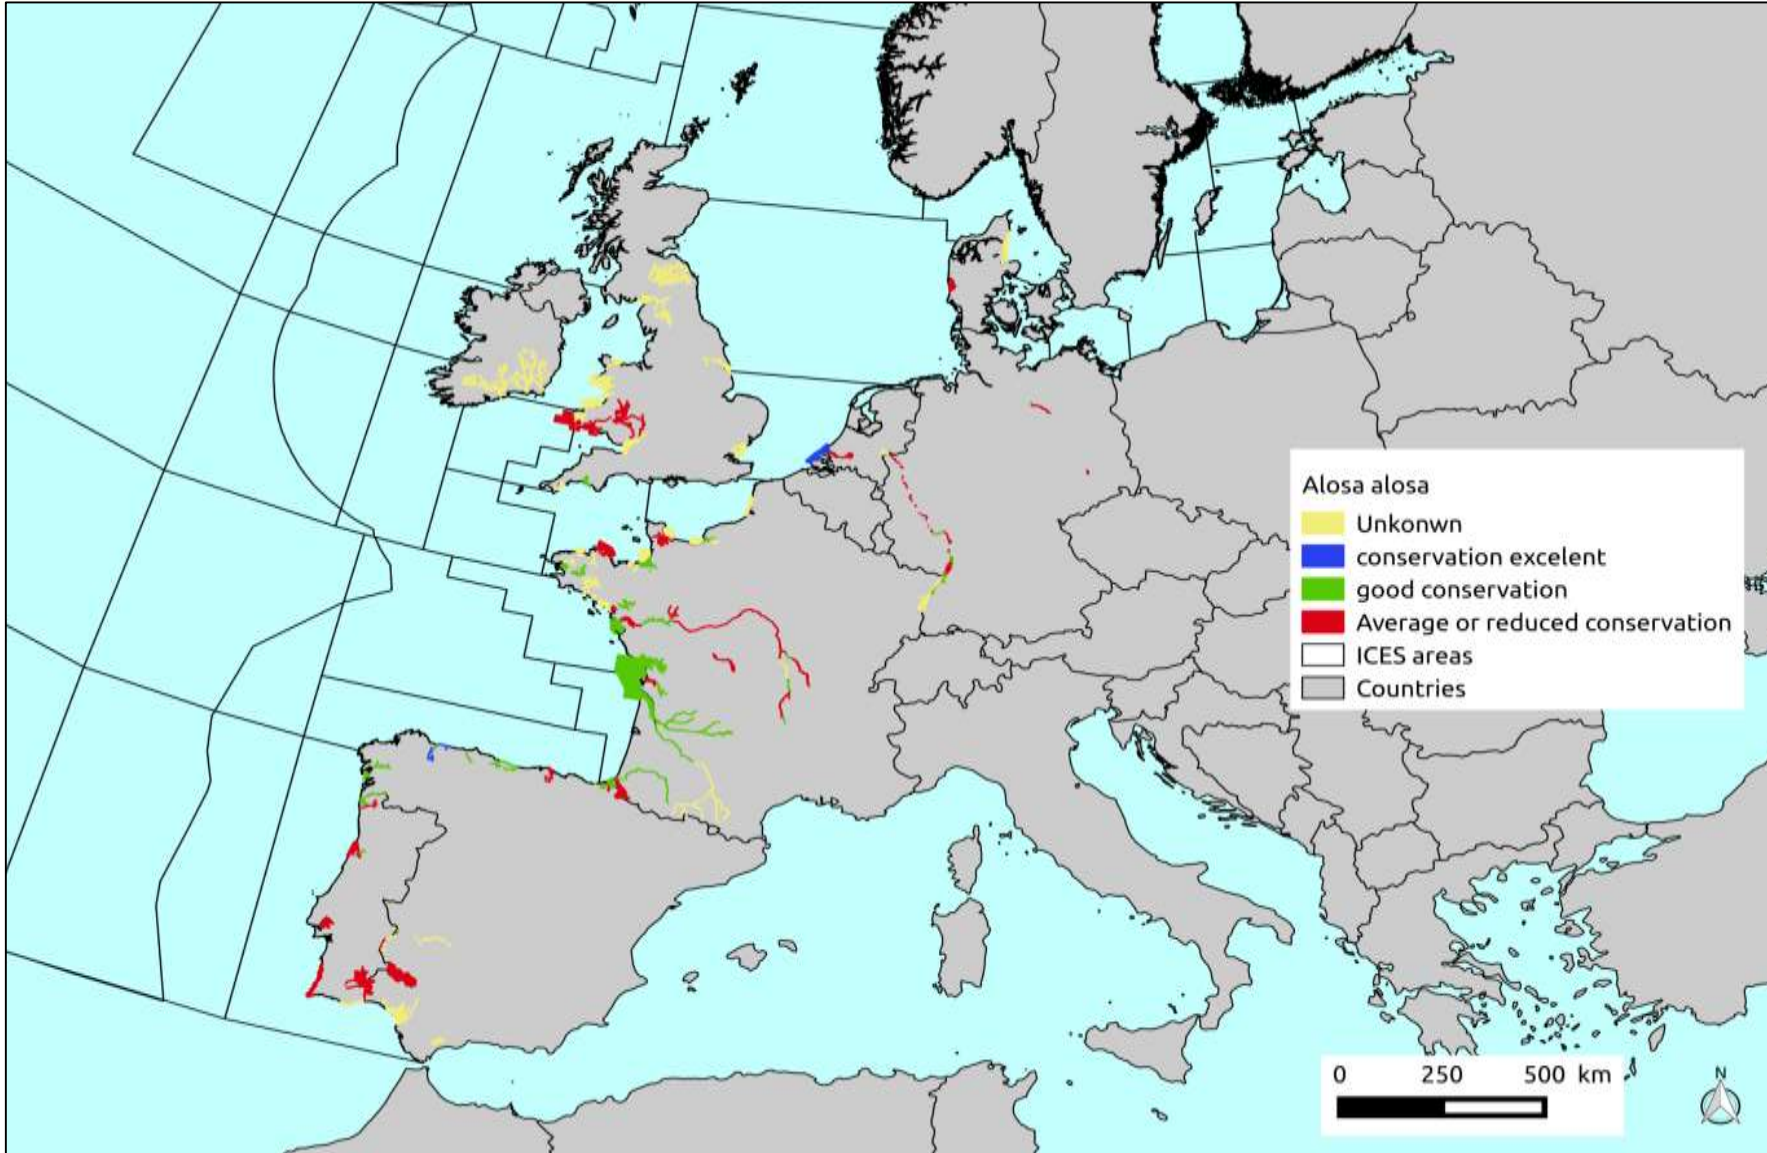 Alosa alosa
Unkonwn
conservation excelent
good conservation
Average or reduced conservation
ICES areas
Countries
0 250 500 km
N